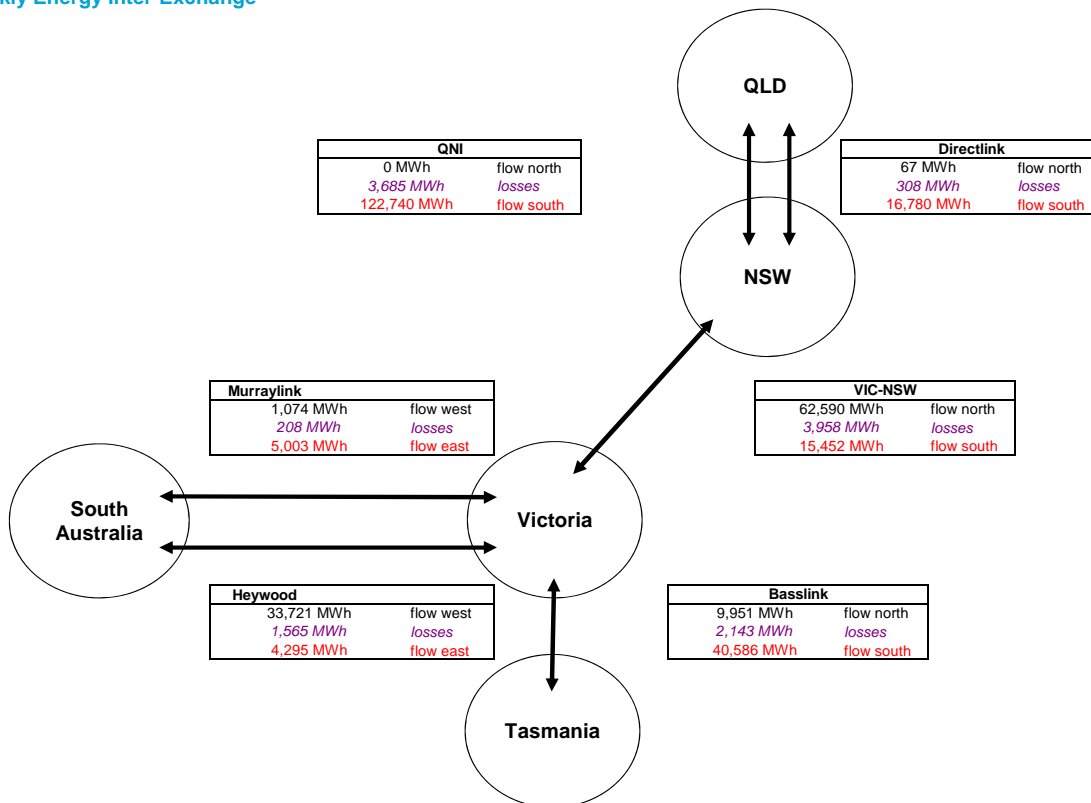 Energy Inter-Exchange
QLD
QNI
0 MWh flow north
3,685 MWh losses
122,740 MWh flow south
Directlink
67 MWh flow north
308 MWh losses
16,780 MWh flow south
NSW
Murraylink
1,074 MWh flow west
208 MWh losses
5,003 MWh flow east
VIC-NSW
62,590 MWh flow north
3,958 MWh losses
15,452 MWh flow south
South
Australia
Victoria
Heywood
33,721 MWh flow west
1,565 MWh losses
4,295 MWh flow east
Basslink
9,951 MWh flow north
2,143 MWh losses
40,586 MWh flow south
Tasmania